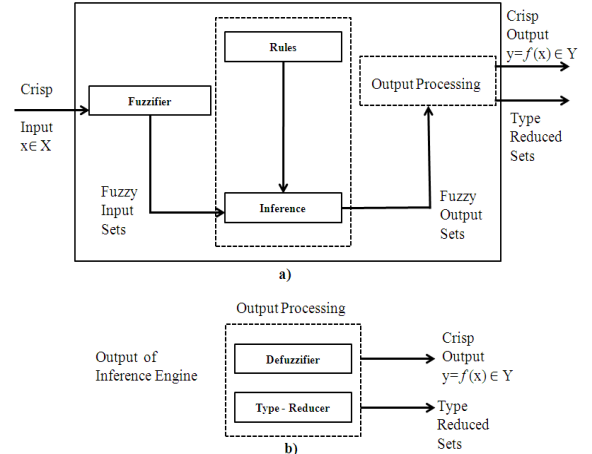 Crisp
Input
x∈ X
Fuzzifier
Fuzzy
Input
Sets
Rules
Inference
Fuzzy
Output
Sets
Output Processing
Crisp
Output
y=f(x)∈ Y
Type
Reduced
Sets
a)
Output Processing
Output of
Inference Engine
Defuzzifier
Type - Reducer
Crisp
Output
y=f(x)∈ Y
Type
Reduced
Sets
b)